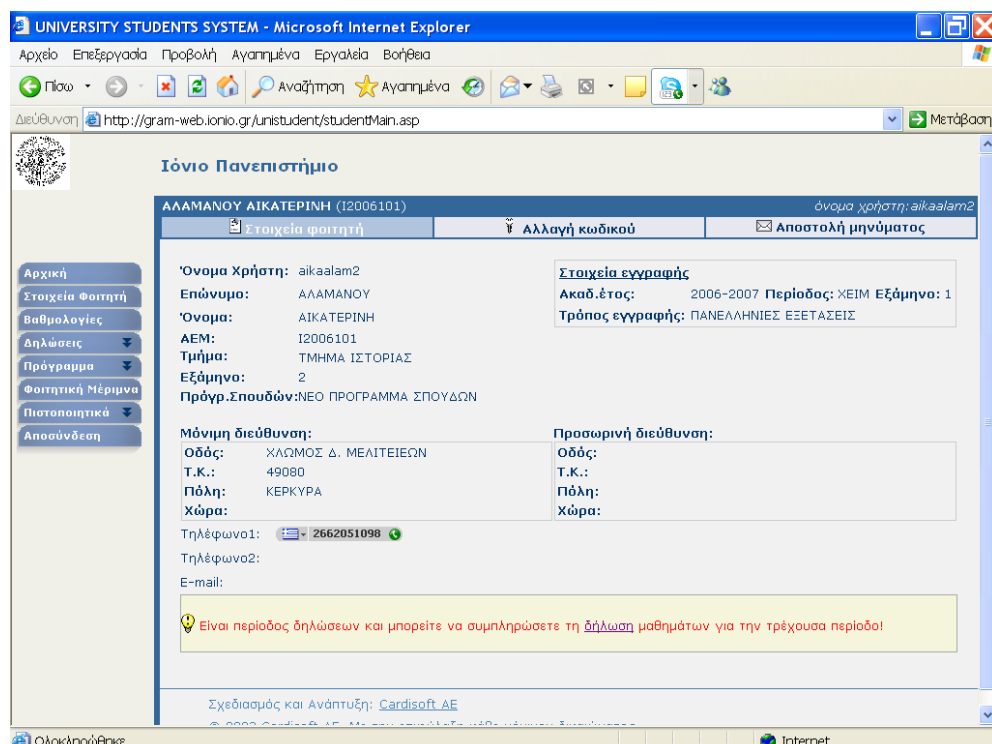 UNIVERSITY STUDENTS SYSTEM - Microsoft Internet Explorer
Αρχείο Επεξεργασία Προβολή Αγαπημένα Εργαλεία Βοήθεια
Πίσω Αναζήτηση Αγαπημένα
Διεύθυνση http://gram-web.ionio.gr/unistudent/studentMain.asp Μετάβαση
Ιόνιο Πανεπιστήμιο
ΑΛΑΜΑΝΟΥ ΑΙΚΑΤΕΡΙΝΗ (Ι2006101) όνομα χρήστη: aikaalam2
Στοιχεία φοιτητή Αλλαγή κωδικού Αποστολή μηνύματος
Αρχική
Στοιχεία Φοιτητή
Βαθμολογίες
Δηλώσεις
Πρόγραμμα
Φοιτητική Μέριμνα
Πιστοποιητικά
Αποσύνδεση
Όνομα Χρήστη: aikaalam2
Επώνυμο: ΑΛΑΜΑΝΟΥ
Όνομα: ΑΙΚΑΤΕΡΙΝΗ
ΑΕΜ: Ι2006101
Τμήμα: ΤΜΗΜΑ ΙΣΤΟΡΙΑΣ
Εξάμηνο: 2
Πρόγρ.Σπουδών:ΝΕΟ ΠΡΟΓΡΑΜΜΑ ΣΠΟΥΔΩΝ
Στοιχεία εγγραφής
Ακαδ.έτος: 2006-2007 Περίοδος: ΧΕΙΜ Εξάμηνο: 1
Τρόπος εγγραφής: ΠΑΝΕΛΛΗΝΙΕΣ ΕΞΕΤΑΣΕΙΣ
Μόνιμη διεύθυνση:
Οδός: ΧΛΩΜΟΣ Δ. ΜΕΛΙΤΕΙΕΩΝ
Τ.Κ.: 49080
Πόλη: ΚΕΡΚΥΡΑ
Χώρα:
Προσωρινή διεύθυνση:
Οδός:
Τ.Κ.:
Πόλη:
Χώρα:
Τηλέφωνο1: 2662051098
Τηλέφωνο2:
E-mail:
Είναι περίοδος δηλώσεων και μπορείτε να συμπληρώσετε τη δήλωση μαθημάτων για την τρέχουσα περίοδο!
Σχεδιασμός και Ανάπτυξη: Cardisoft AE
Ολοκληρώθηκε Internet